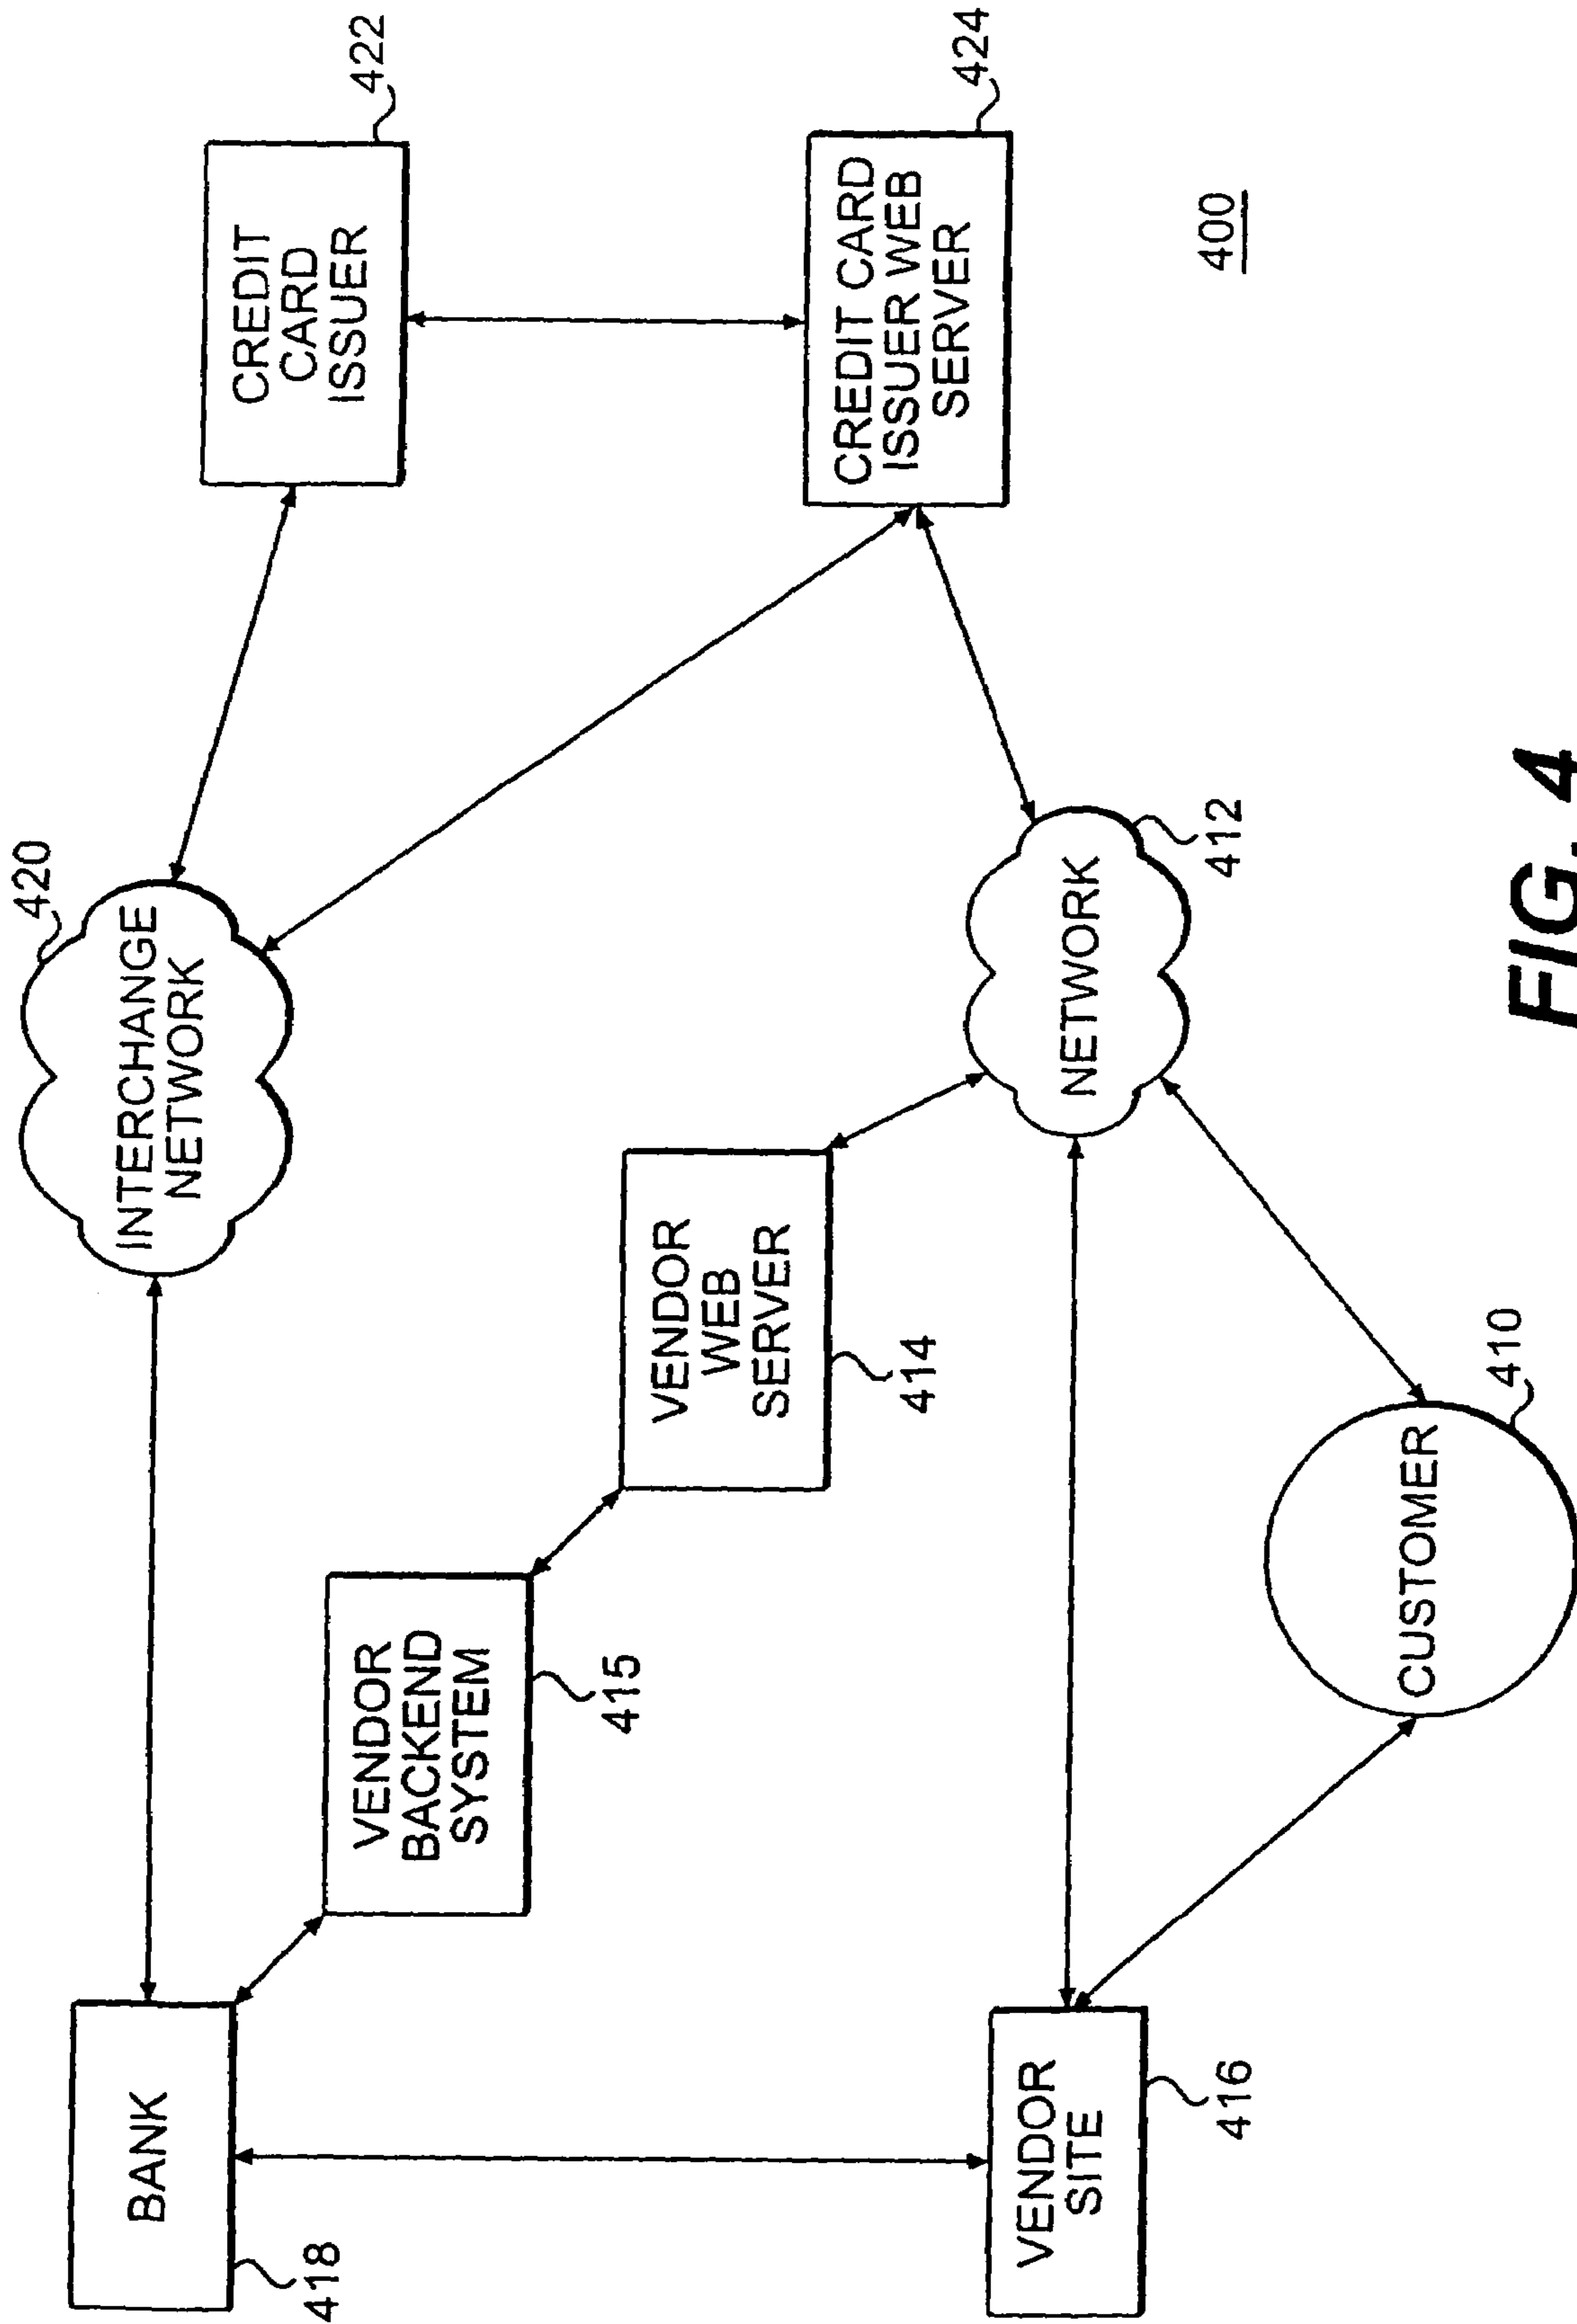 BANK
418
INTERCHANGE
NETWORK
420
CREDIT
CARD
ISSUER
422
VENDOR
BACKEND
SYSTEM
415
VENDOR
WEB
SERVER
414
CREDIT CARD
ISSUER WEB
SERVER
424
VENDOR
SITE
416
NETWORK
412
CUSTOMER
410
400
FIG. 4